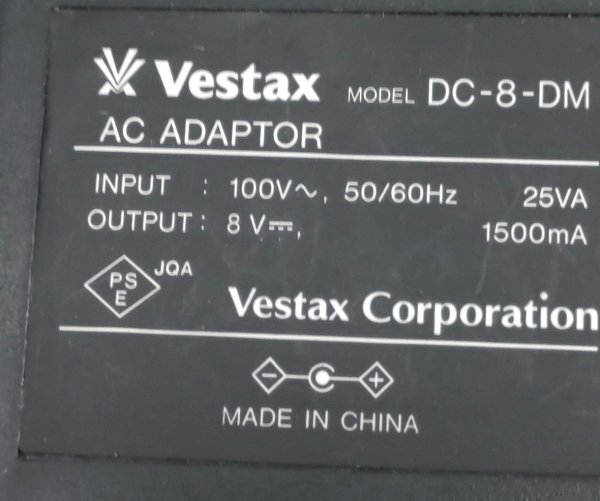 Vestax MODEL DC-8-DM
AC ADAPTOR
INPUT : 100V~, 50/60Hz 25VA
OUTPUT : 8 V⎓, 1500mA
PS
E
JQA
Vestax Corporation
- +
MADE IN CHINA